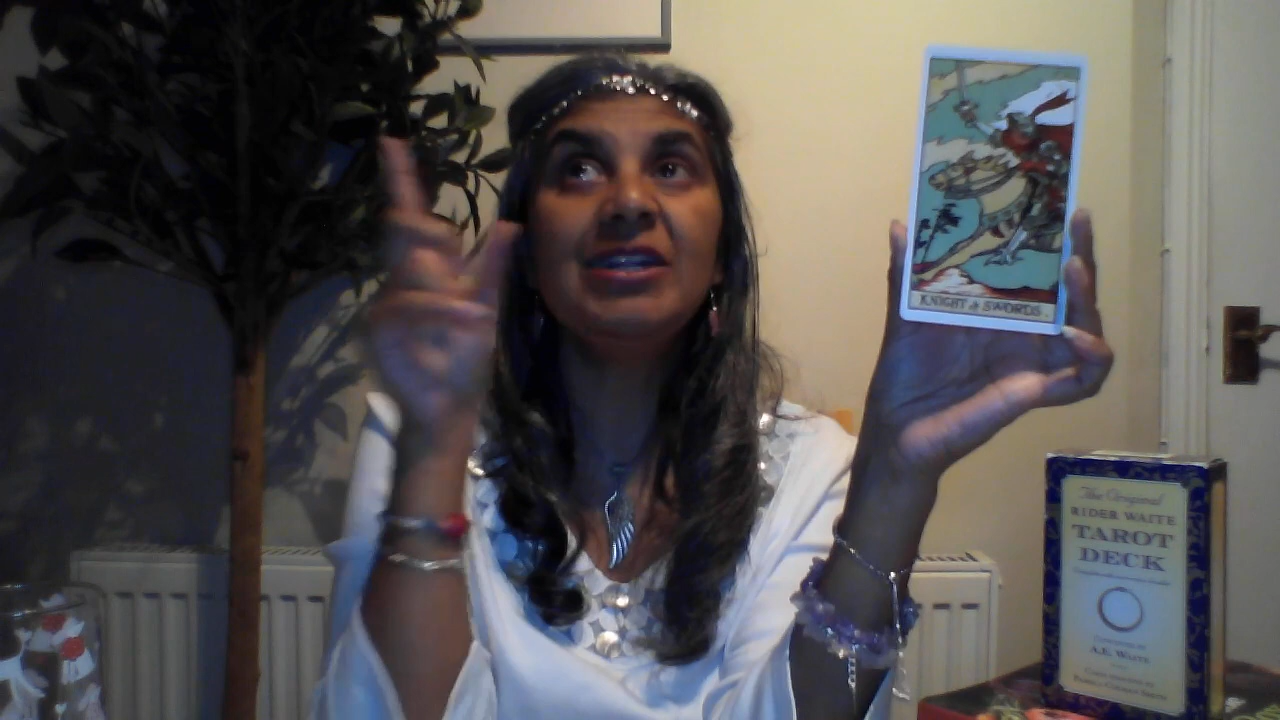 KNIGHT of SWORDS.
The Original
RIDER WAITE
TAROT
DECK
A.E. WAITE